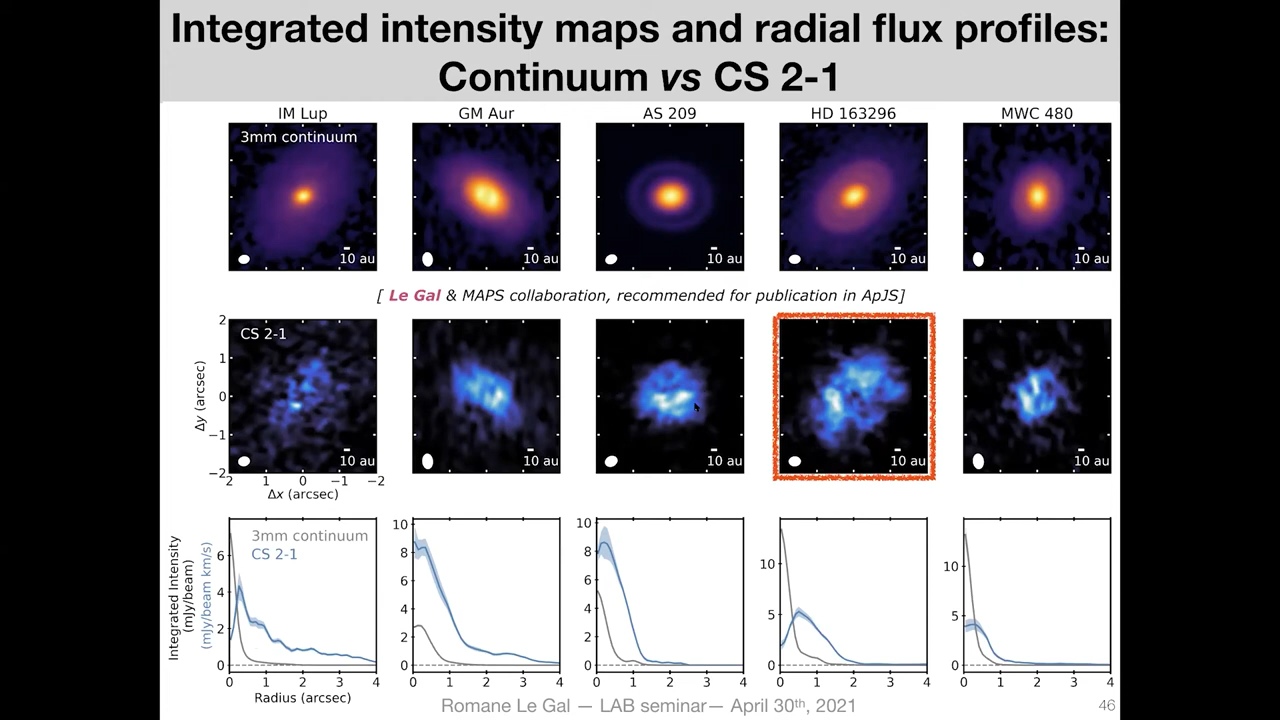 Integrated intensity maps and radial flux profiles:
Continuum vs CS 2-1
IM Lup GM Aur AS 209 HD 163296 MWC 480
3mm continuum
10 au 10 au 10 au 10 au 10 au
[ Le Gal & MAPS collaboration, recommended for publication in ApJS]
CS 2-1
2
1
0
−1
−2
Δy (arcsec)
10 au 10 au 10 au 10 au 10 au
2 1 0 −1 −2
Δx (arcsec)
Integrated Intensity
(mJy/beam)
(mJy/beam km/s)
3mm continuum
CS 2-1
6
4
2
0
10
8
6
4
2
0
10
8
6
4
2
0
10
5
0
10
5
0
0 1 2 3 4 0 1 2 3 4 0 1 2 3 4 0 1 2 3 4 0 1 2 3 4
Radius (arcsec)
Romane Le Gal — LAB seminar— April 30th, 2021
46